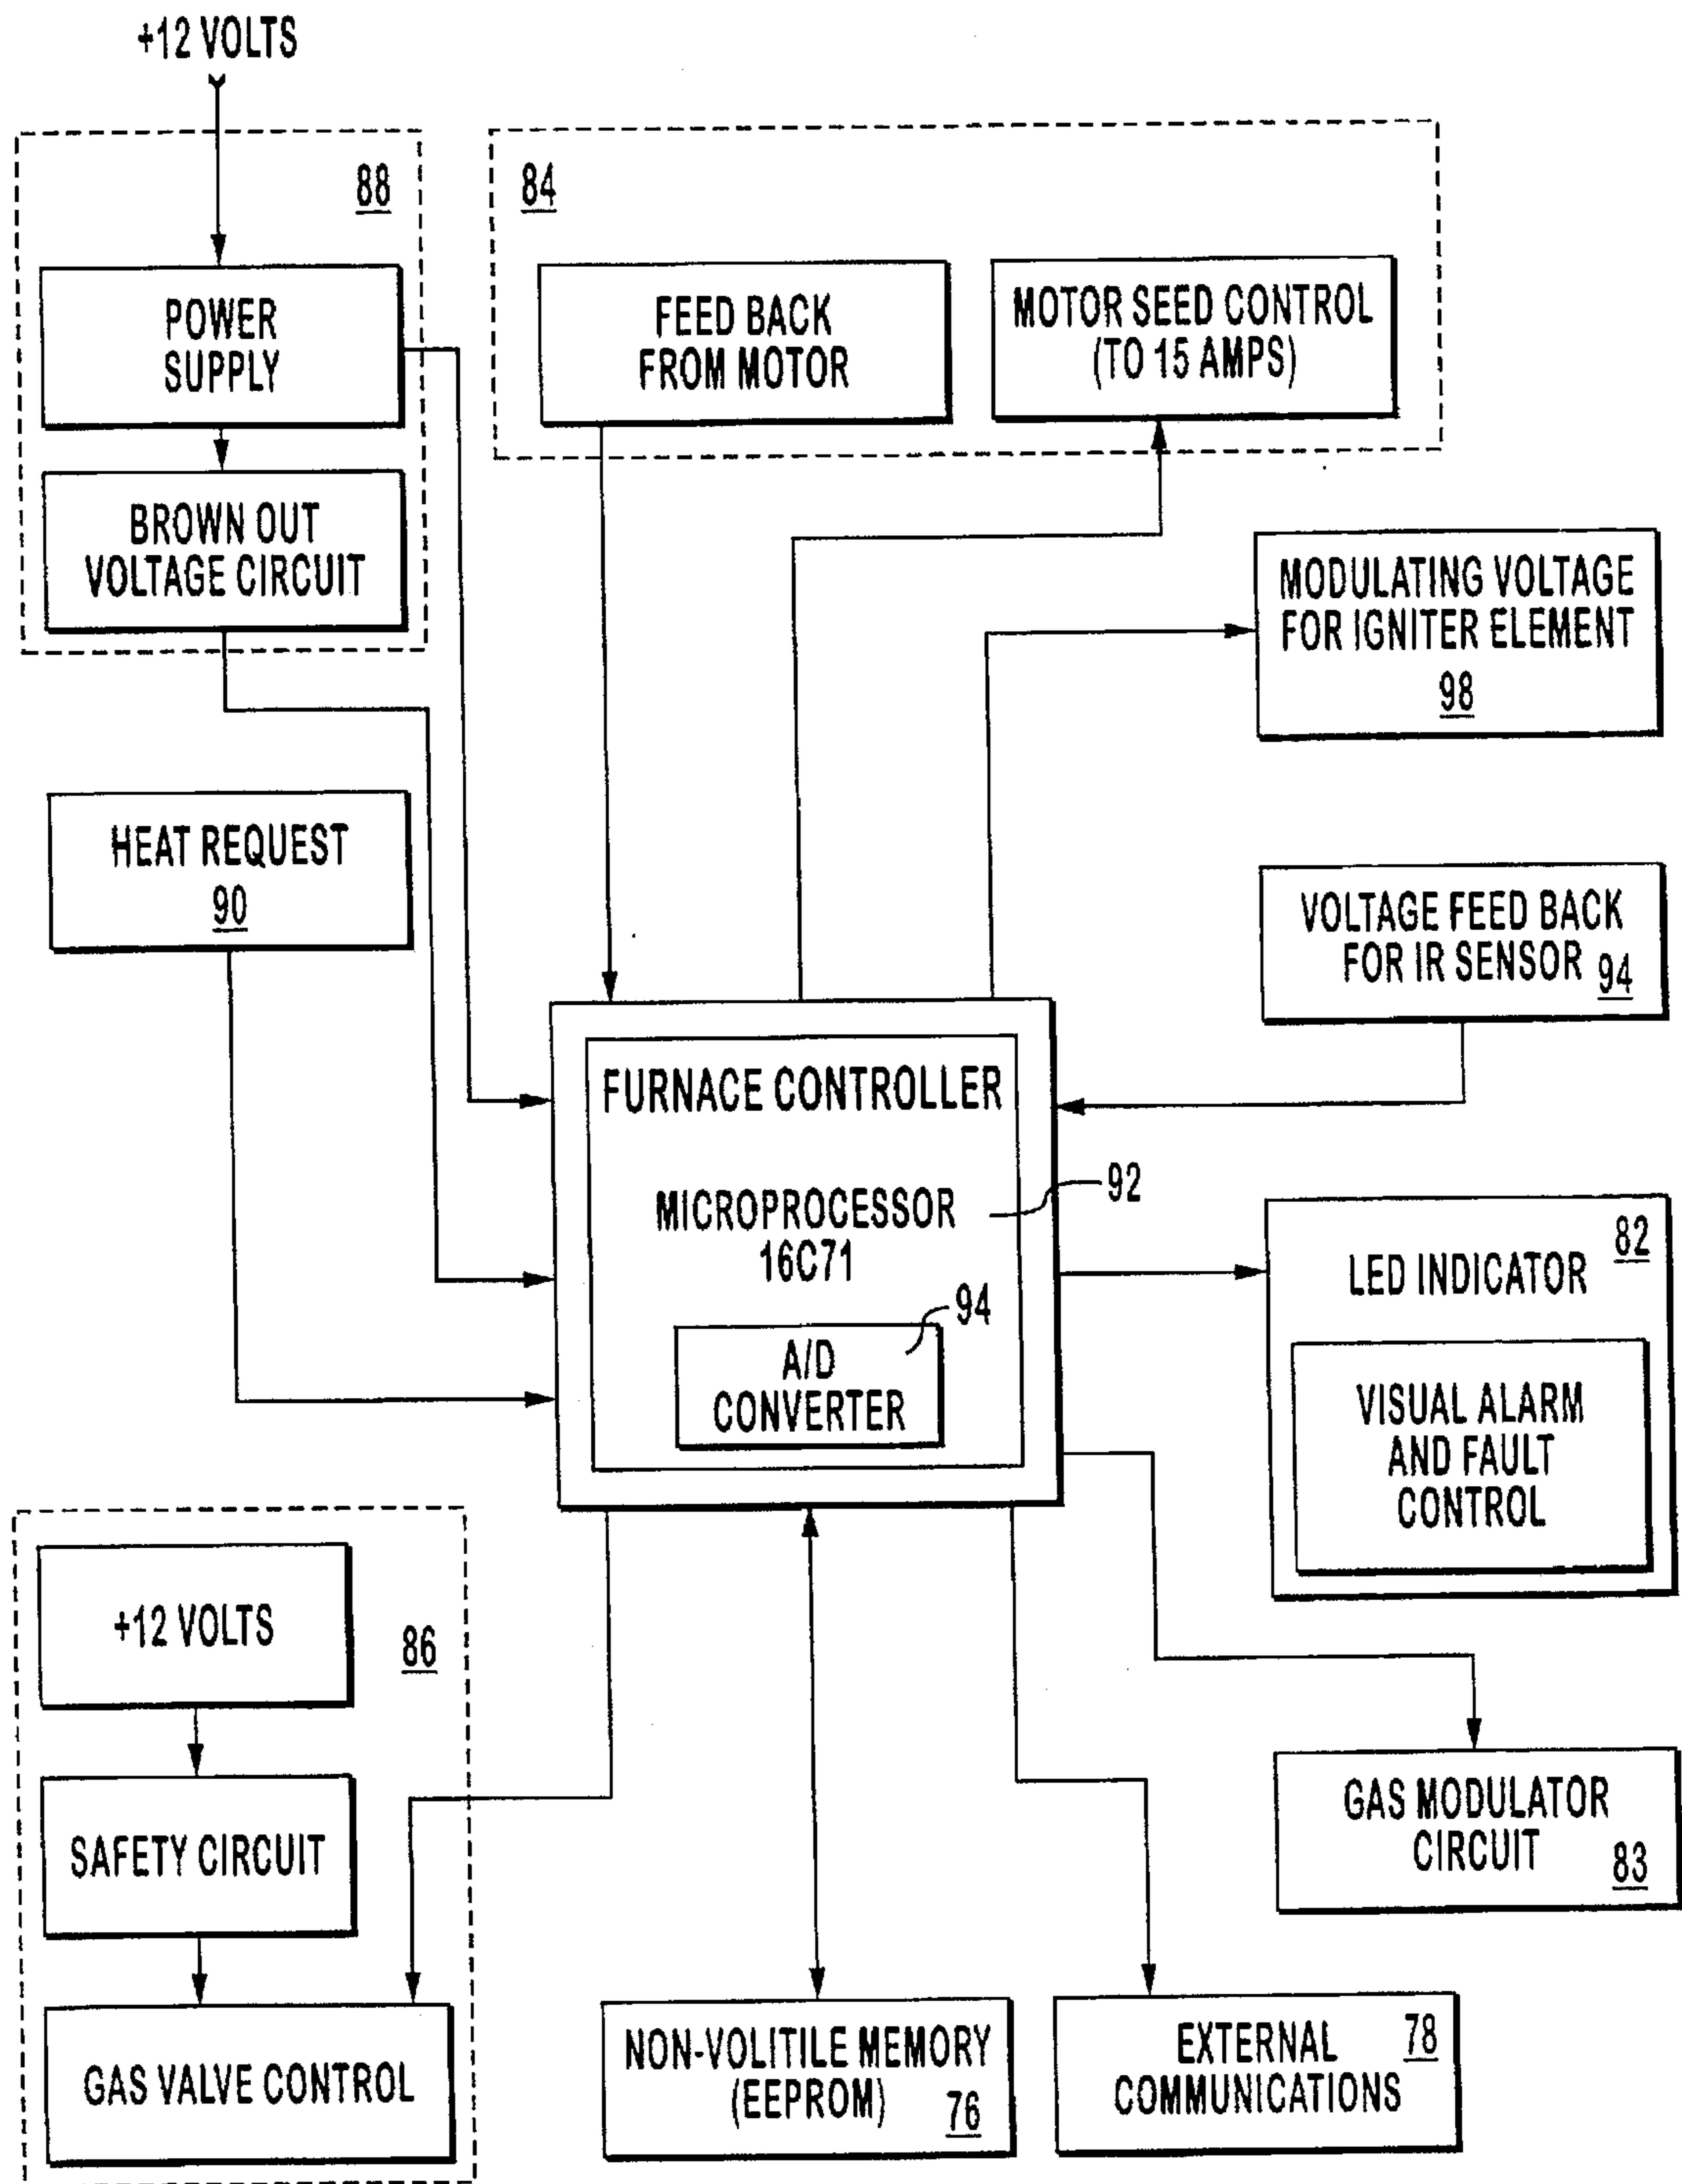 +12 VOLTS
88
POWER
SUPPLY
BROWN OUT
VOLTAGE CIRCUIT
84
FEED BACK
FROM MOTOR
MOTOR SEED CONTROL
(TO 15 AMPS)
MODULATING VOLTAGE
FOR IGNITER ELEMENT
98
HEAT REQUEST
90
VOLTAGE FEED BACK
FOR IR SENSOR 94
FURNACE CONTROLLER
MICROPROCESSOR
16C71
92
94
A/D
CONVERTER
82
LED INDICATOR
VISUAL ALARM
AND FAULT
CONTROL
+12 VOLTS
86
SAFETY CIRCUIT
GAS VALVE CONTROL
GAS MODULATOR
CIRCUIT
83
NON-VOLITILE MEMORY
(EEPROM)
76
EXTERNAL
COMMUNICATIONS
78